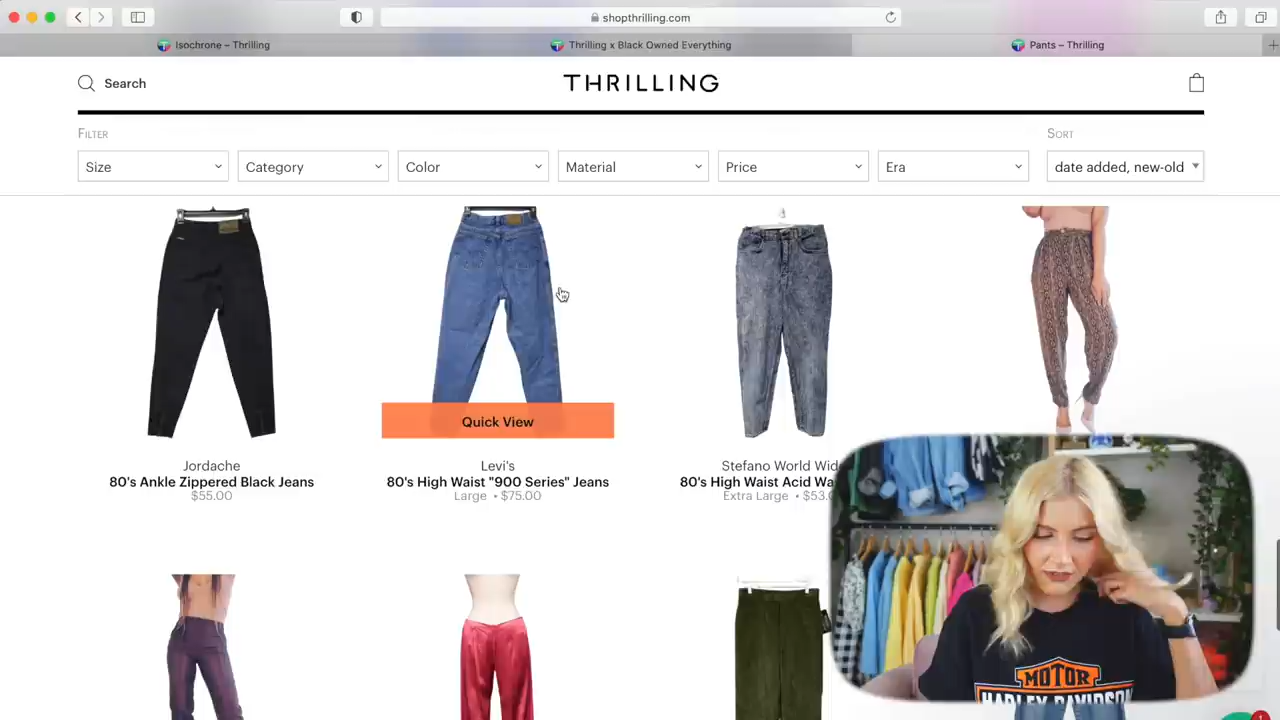 shopthrilling.com
Isochrone – Thrilling
Thrilling x Black Owned Everything
Pants – Thrilling
Search
THRILLING
FILTER
SORT
Size
Category
Color
Material
Price
Era
date added, new-old
Quick View
Jordache
80's Ankle Zippered Black Jeans
$55.00
Levi's
80's High Waist "900 Series" Jeans
Large • $75.00
Stefano World Wid
80's High Waist Acid Wa
Extra Large • $53.0
MOTOR
HARLEY-DAVIDSON